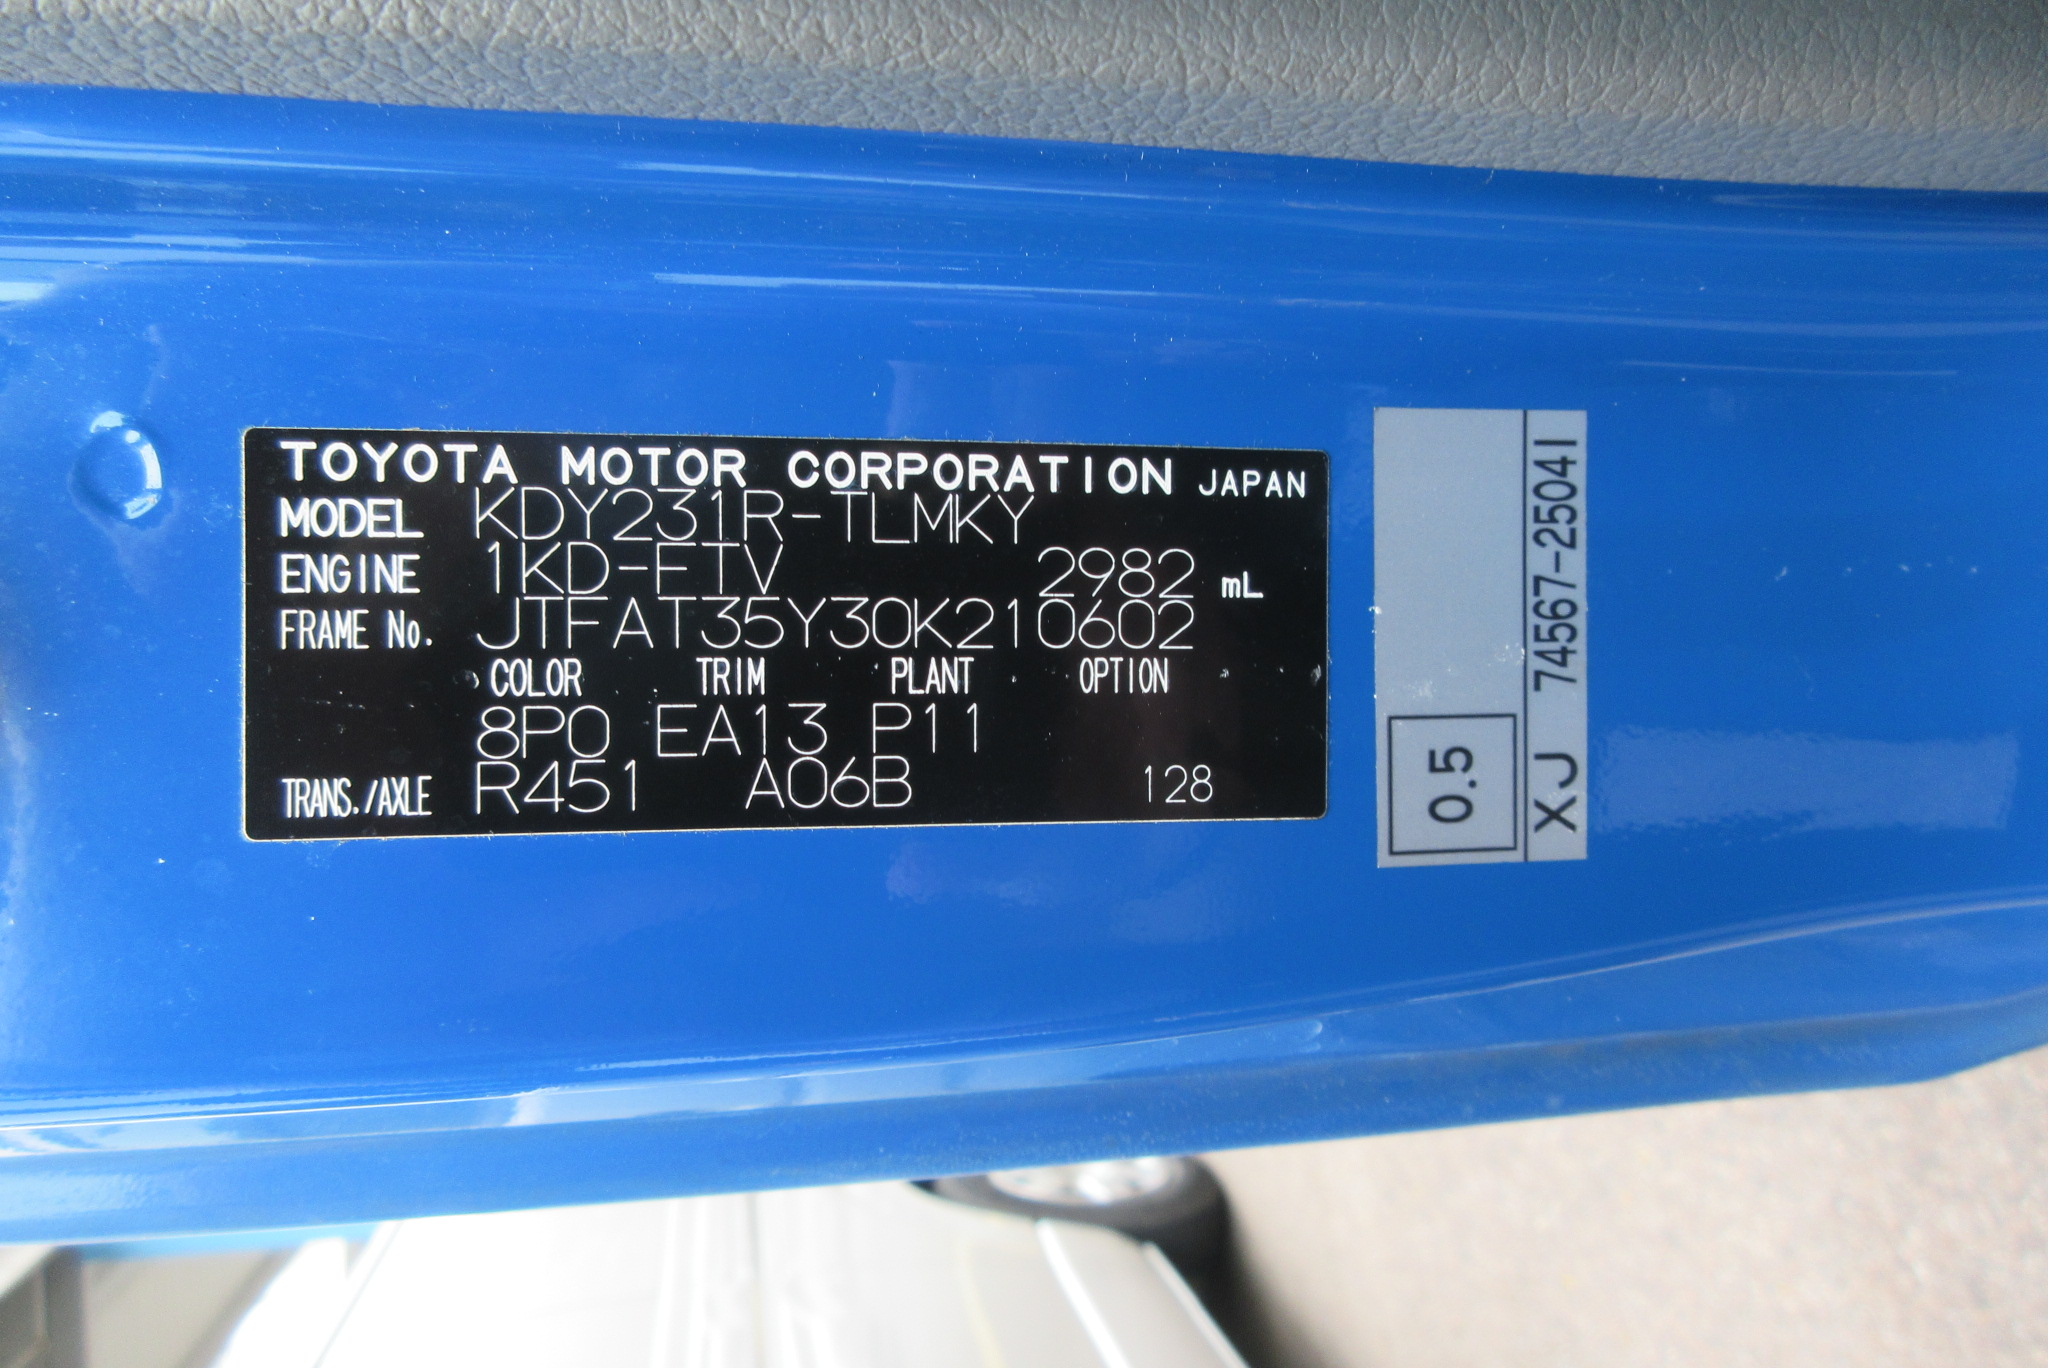 TOYOTA MOTOR CORPORATION JAPAN
MODEL KDY231R-TLMKY
ENGINE 1KD-FTV 2982 mL
FRAME No. JTFAT35Y30K210602
COLOR TRIM PLANT OPTION
8P0 EA13 P11
TRANS./AXLE R451 A06B 128
0.5
XJ 74567-25041